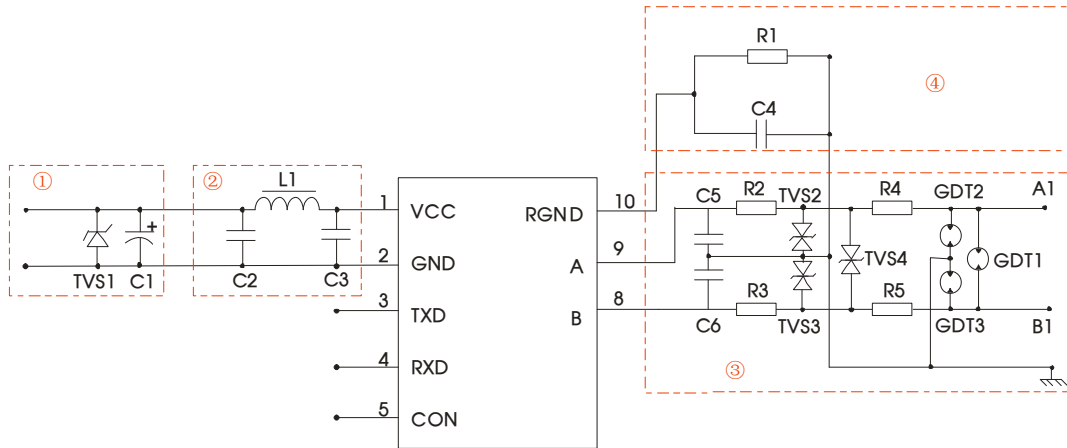 R1
④
C4
①
②
L1
1
VCC
RGND
10
C5
R2
TVS2
R4
GDT2
A1
9
A
2
GND
TVS1
C1
+
C2
C3
TVS4
GDT1
3
TXD
8
B
R3
R5
C6
TVS3
GDT3
B1
4
RXD
③
5
CON